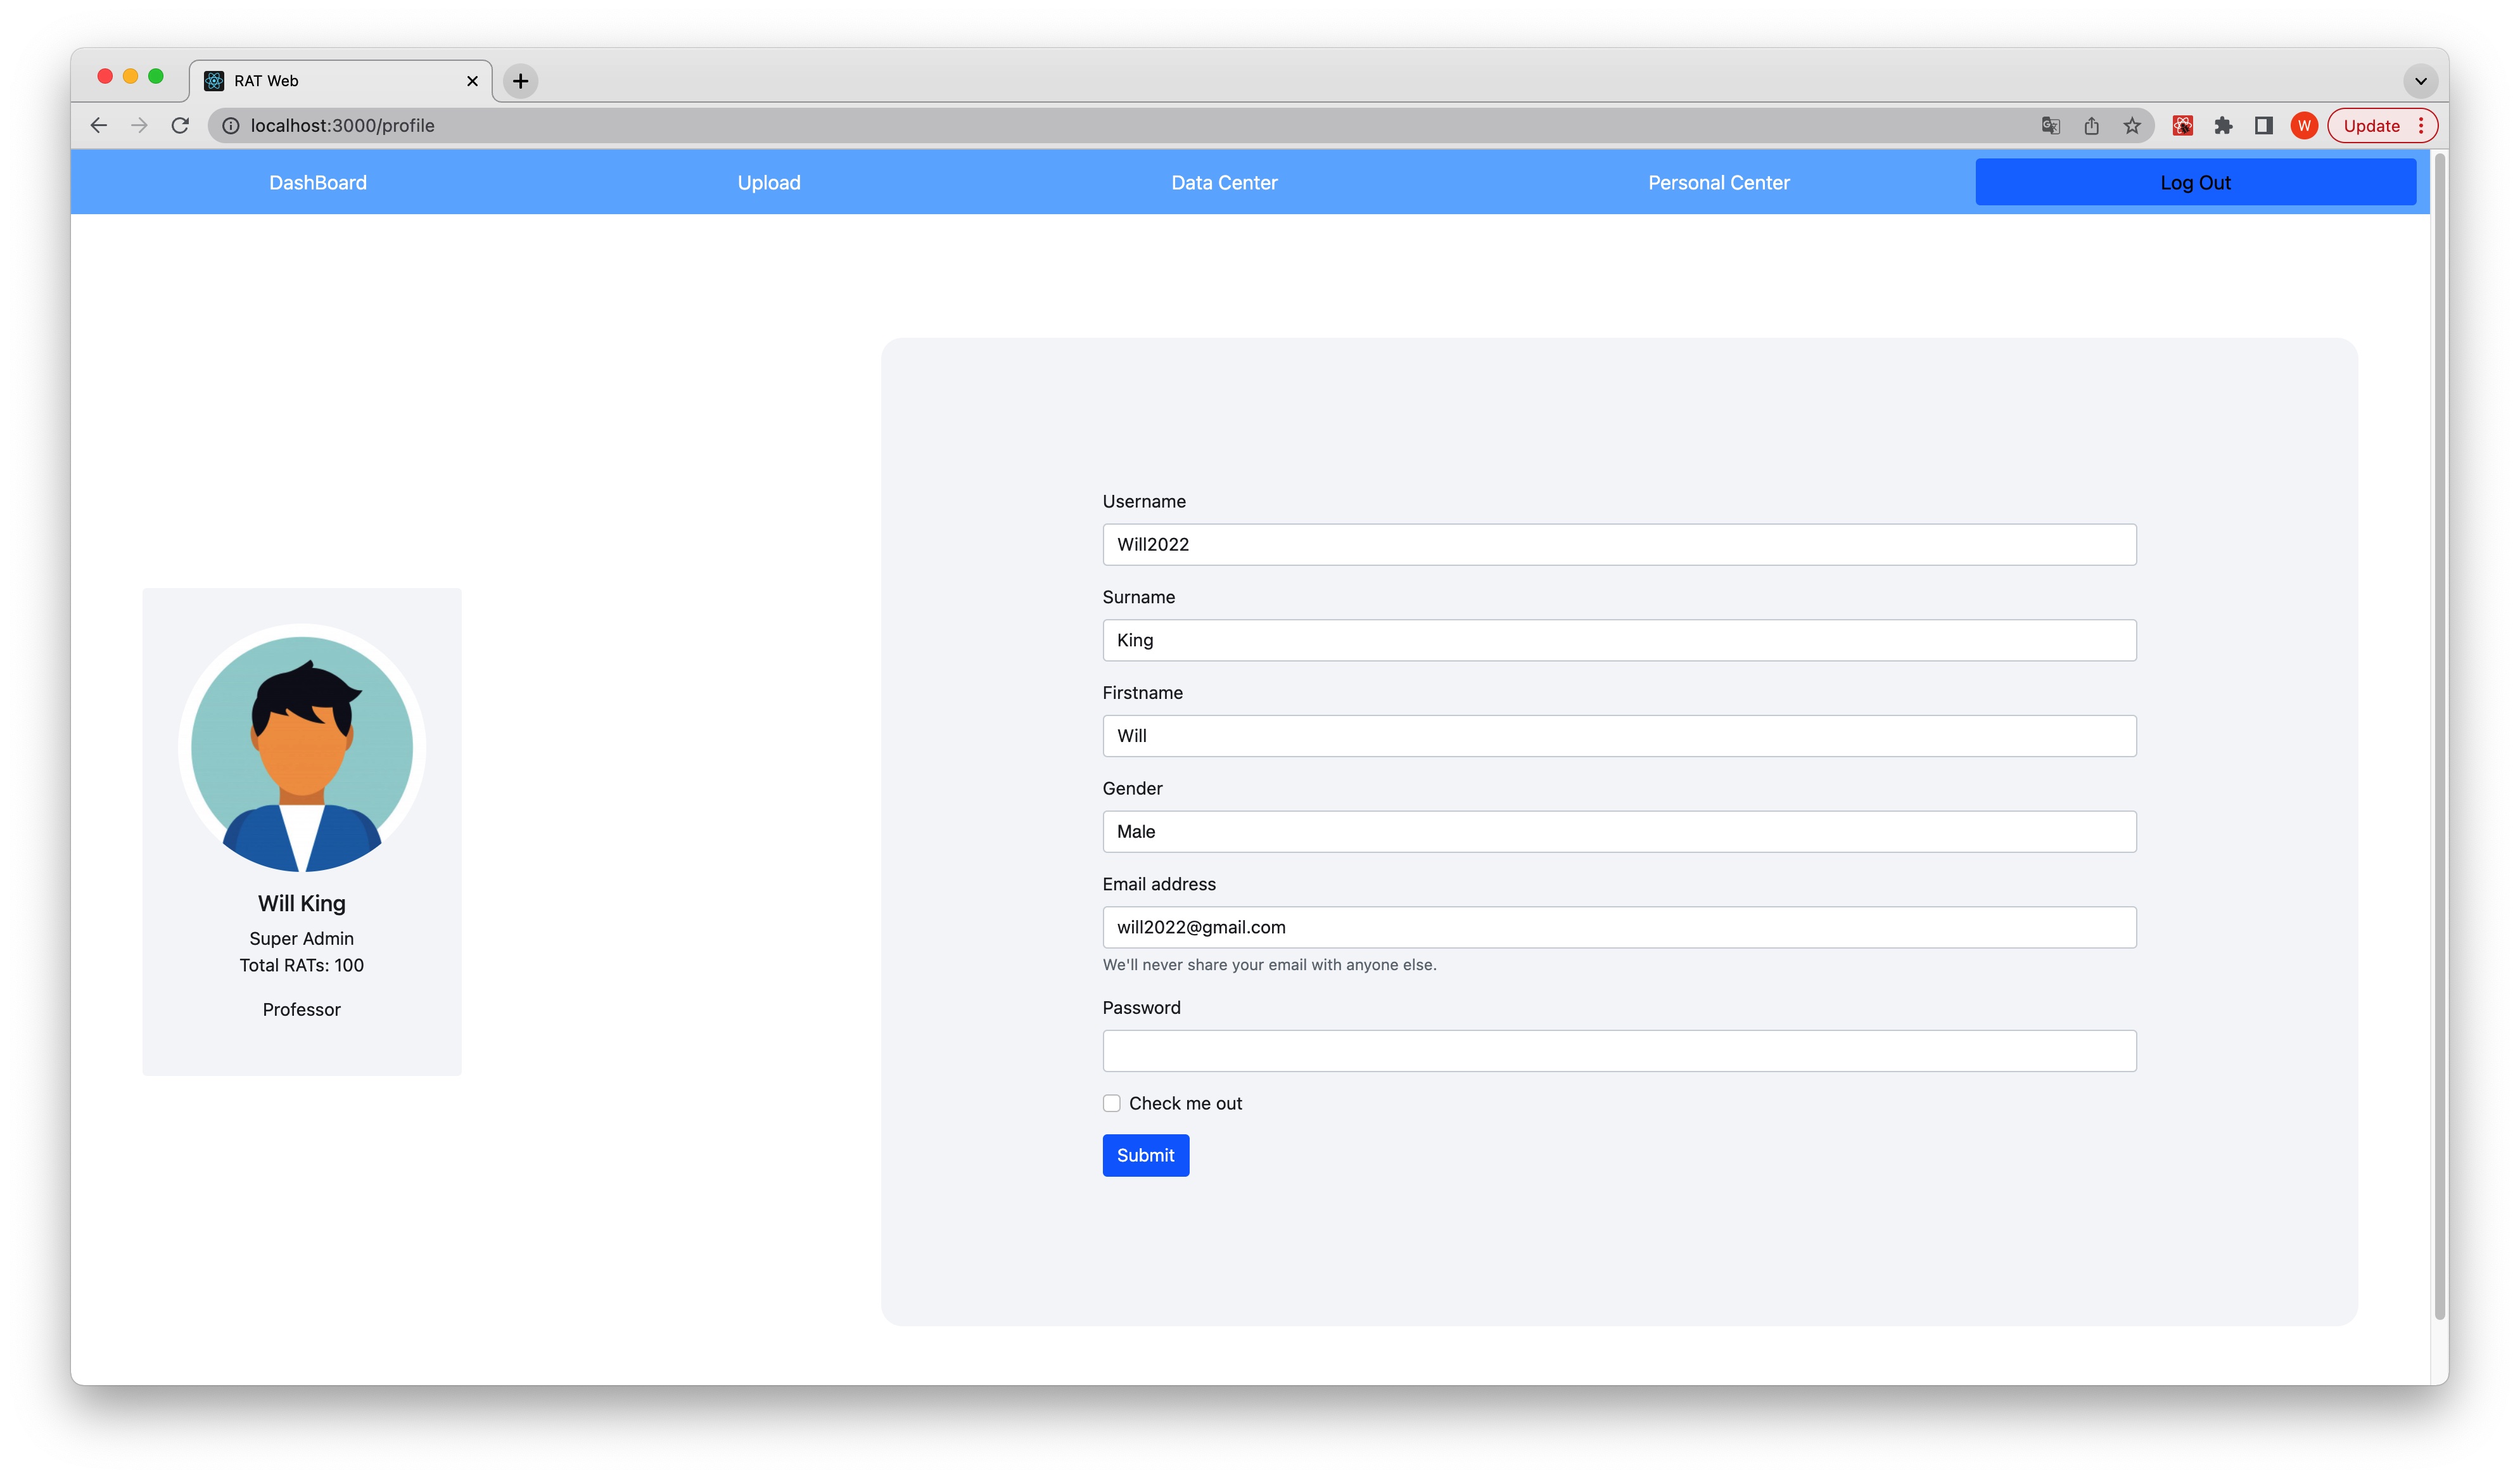 RAT Web
localhost:3000/profile
W
Update
DashBoard
Upload
Data Center
Personal Center
Log Out
Will King
Super Admin
Total RATs: 100
Professor
Username
Will2022
Surname
King
Firstname
Will
Gender
Male
Email address
will2022@gmail.com
We'll never share your email with anyone else.
Password
Check me out
Submit